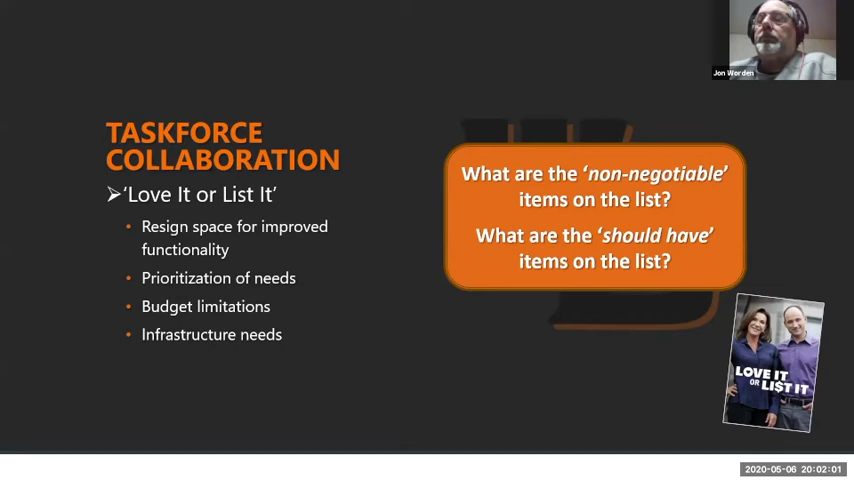 Jon Worden
TASKFORCE
COLLABORATION
➢'Love It or List It'
• Resign space for improved
functionality
• Prioritization of needs
• Budget limitations
• Infrastructure needs
What are the 'non-negotiable'
items on the list?
What are the 'should have'
items on the list?
LOVE IT
OR LI$T IT
2020-05-06 20:02:01